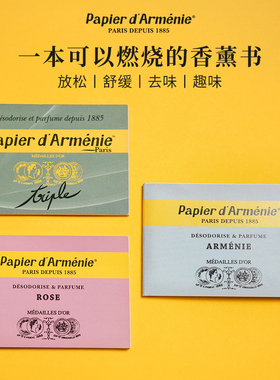 Papier d'Arménie®
PARIS DEPUIS 1885
一本可以燃烧的香薰书
放松｜舒缓｜去味｜趣味
Désodorise et parfume depuis 1885
Papier d'Arménie™
Paris
MÉDAILLES D'OR
triple
Papier d'Arménie®
PARIS DEPUIS 1885
DÉSODORISE & PARFUME
ARMÉNIE
MÉDAILLES D'OR
Papier d'Arménie®
PARIS DEPUIS 1885
DÉSODORISE & PARFUME
ROSE
MÉDAILLES D'OR